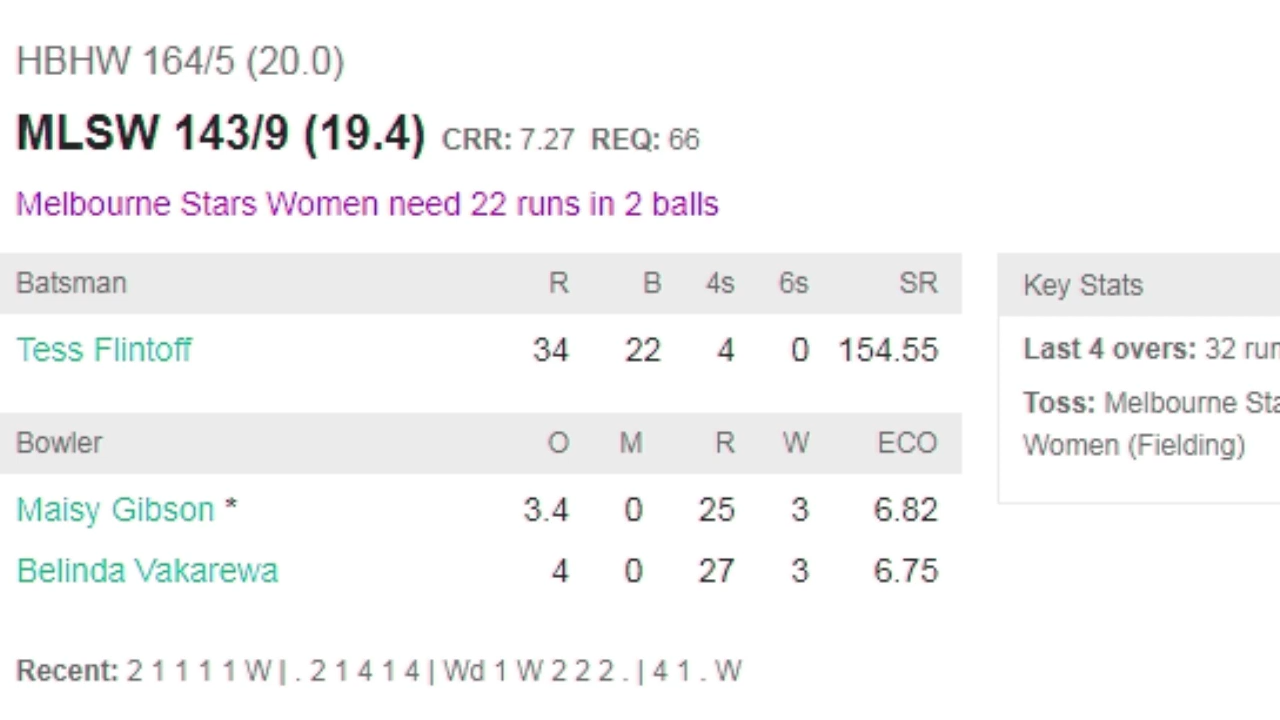 HBHW 164/5 (20.0)
MLSW 143/9 (19.4) CRR: 7.27 REQ: 66
Melbourne Stars Women need 22 runs in 2 balls
Batsman R B 4s 6s SR
Tess Flintoff 34 22 4 0 154.55
Bowler O M R W ECO
Maisy Gibson * 3.4 0 25 3 6.82
Belinda Vakarewa 4 0 27 3 6.75
Recent: 2 1 1 1 1 W | . 2 1 4 1 4 | Wd 1 W 2 2 2 . | 4 1 . W
Key Stats
Last 4 overs: 32 run
Toss: Melbourne Sta
Women (Fielding)